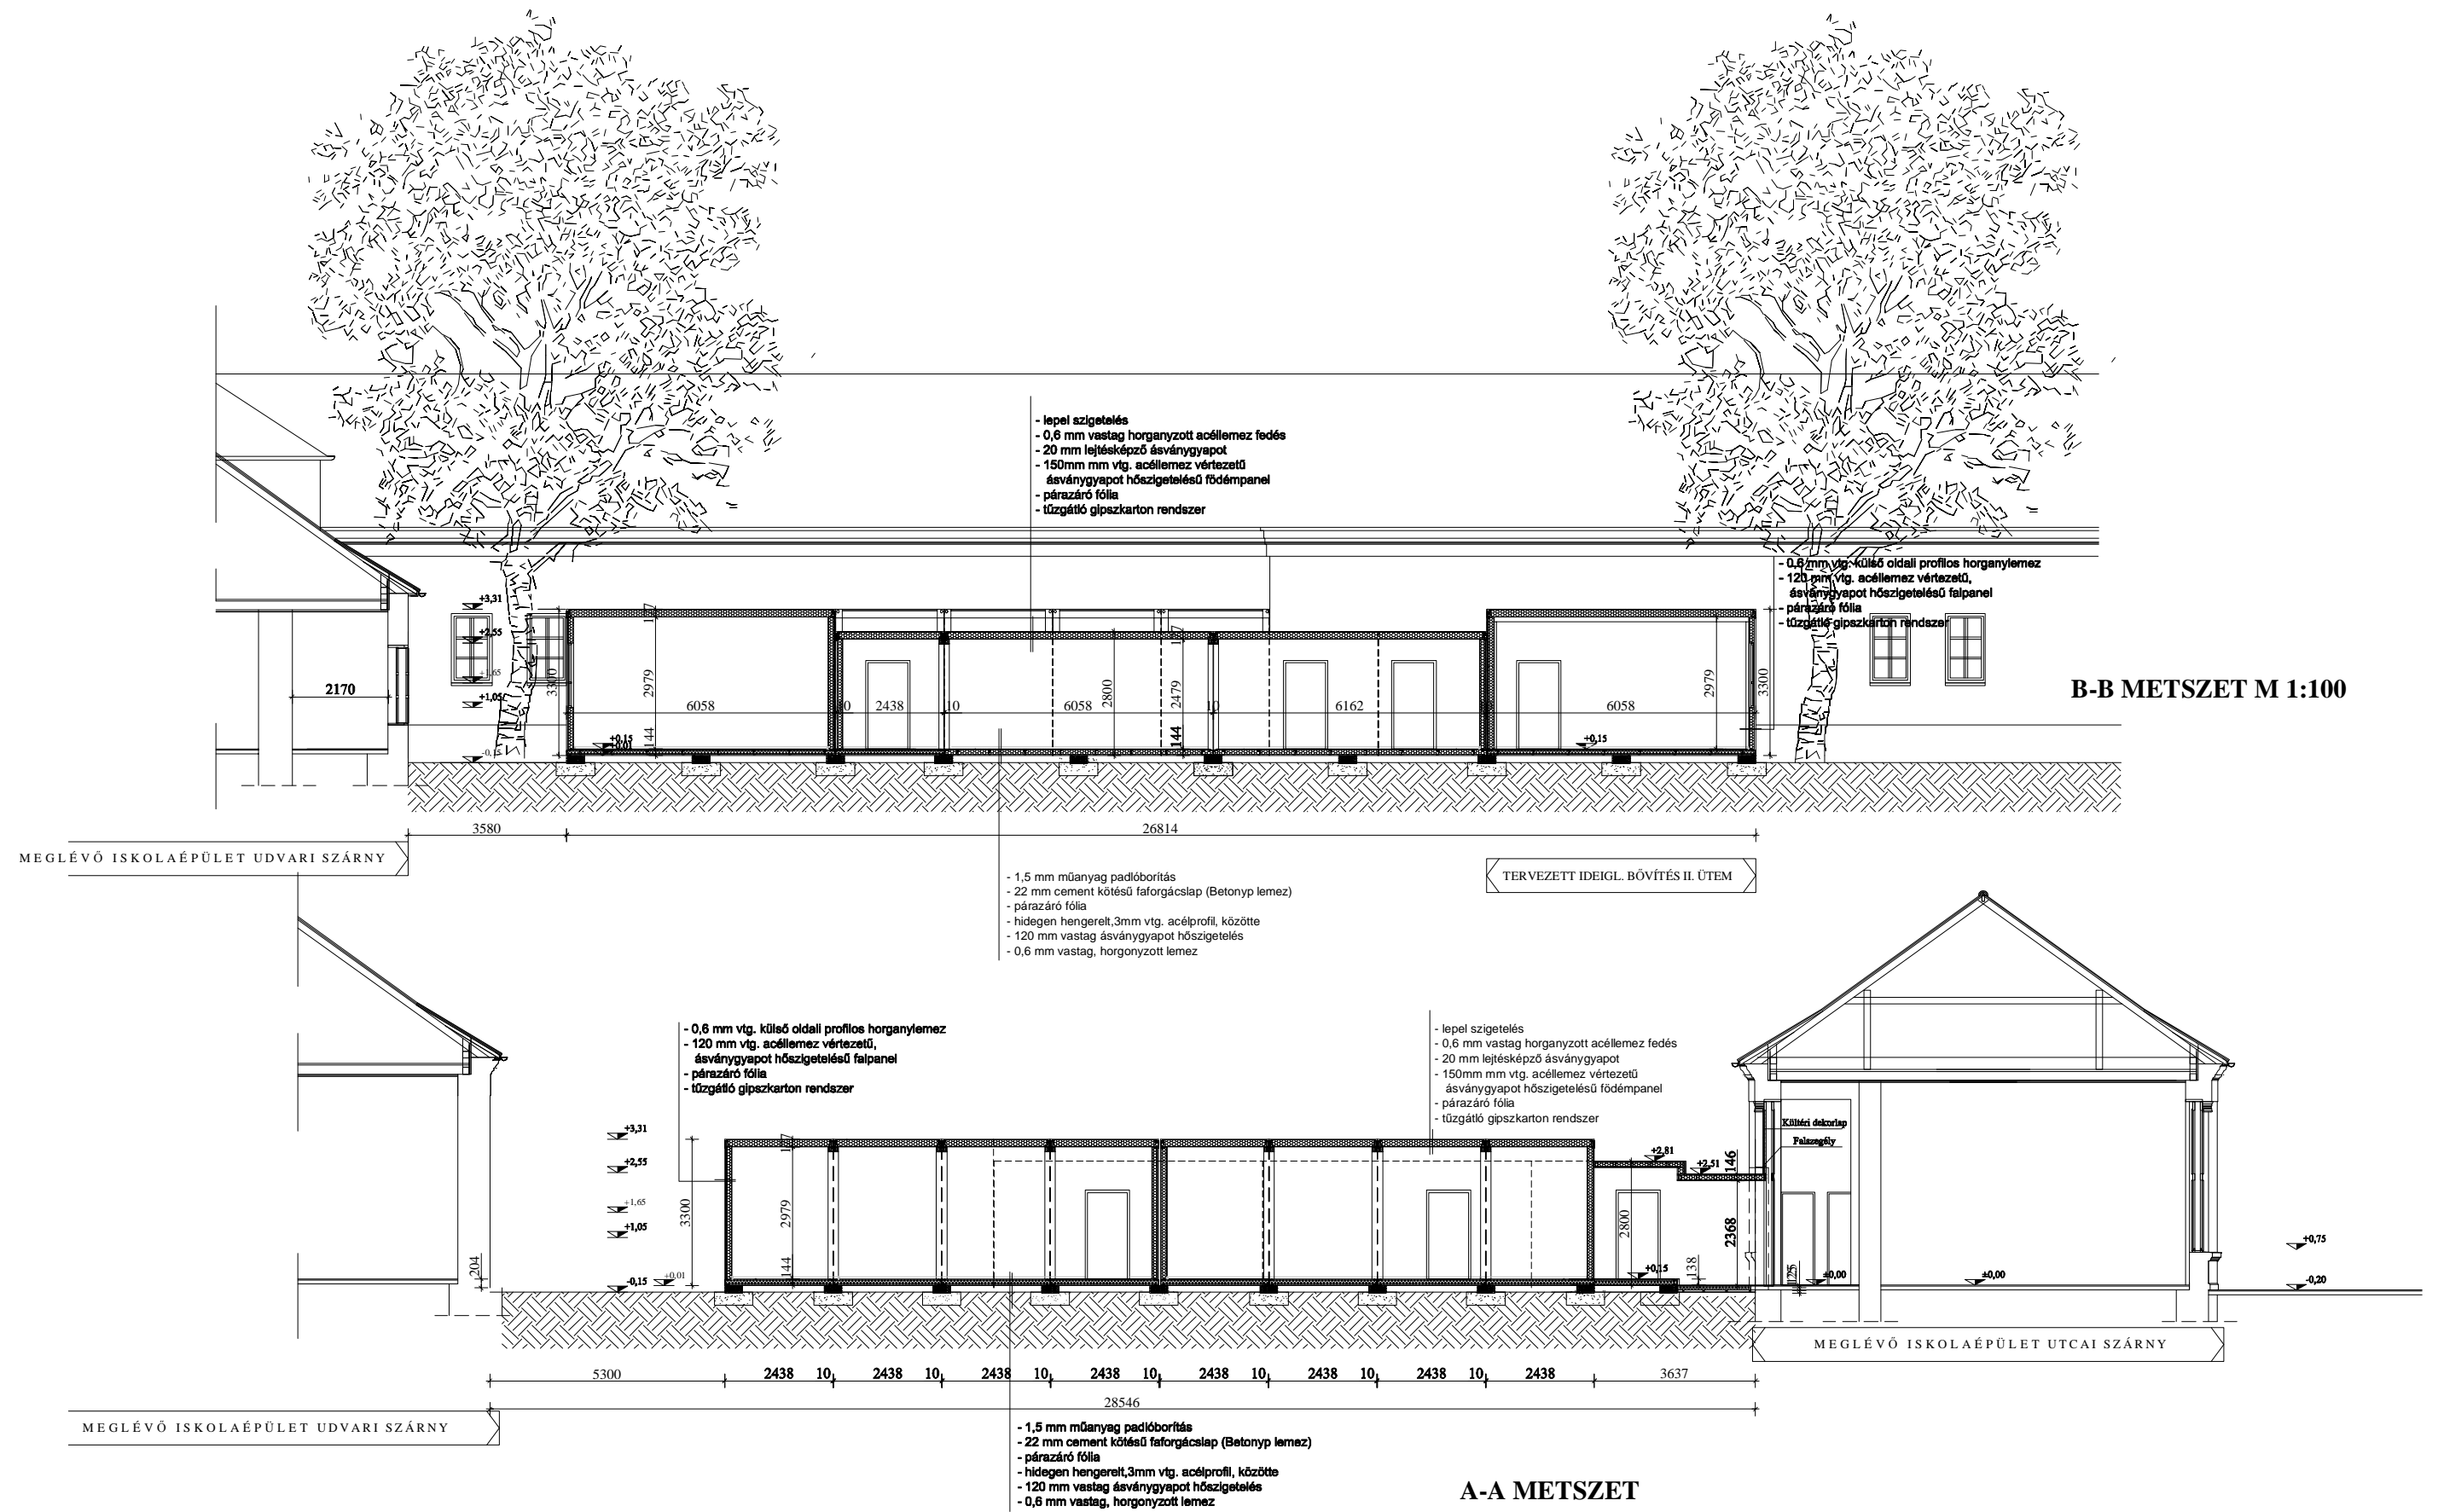 - lepel szigetelés
- 0,6 mm vastag horganyzott acéllemez fedés
- 20 mm lejtésképző ásványgyapot
- 150mm mm vtg. acéllemez vértezetű
ásványgyapot hőszigetelésű födémpanel
- párazáró fólia
- tűzgátló gipszkarton rendszer
- 0,6 mm vtg. külső oldali profilos horganylemez
- 120 mm vtg. acéllemez vértezetű,
ásványgyapot hőszigetelésű falpanel
- párazáró fólia
- tűzgátló gipszkarton rendszer
+3,31
+2,55
+1,65
+1,05
-0,15
2170
3300
2979
144
6058
+0,15
+0,01
2438
10
6058
2800
2479
144
10
6162
6058
2979
3300
+0,15
B-B METSZET M 1:100
3580
26814
MEGLÉVŐ ISKOLAÉPÜLET UDVARI SZÁRNY
TERVEZETT IDEIGL. BŐVÍTÉS II. ÜTEM
- 1,5 mm műanyag padlóborítás
- 22 mm cement kötésű faforgácslap (Betonyp lemez)
- párazáró fólia
- hidegen hengerelt,3mm vtg. acélprofil, közötte
- 120 mm vastag ásványgyapot hőszigetelés
- 0,6 mm vastag, horgonyzott lemez
- 0,6 mm vtg. külső oldali profilos horganylemez
- 120 mm vtg. acéllemez vértezetű,
ásványgyapot hőszigetelésű falpanel
- párazáró fólia
- tűzgátló gipszkarton rendszer
- lepel szigetelés
- 0,6 mm vastag horganyzott acéllemez fedés
- 20 mm lejtésképző ásványgyapot
- 150mm mm vtg. acéllemez vértezetű
ásványgyapot hőszigetelésű födémpanel
- párazáró fólia
- tűzgátló gipszkarton rendszer
Kültéri dekorlap
Falszegély
+3,31
+2,55
+1,65
+1,05
-0,15
+0,01
204
3300
2979
144
+2,81
+2,51
146
2800
2368
138
+0,15
125
±0,00
±0,00
+0,75
-0,20
MEGLÉVŐ ISKOLAÉPÜLET UTCAI SZÁRNY
5300 2438 10 2438 10 2438 10 2438 10 2438 10 2438 10 2438 10 2438 3637
28546
MEGLÉVŐ ISKOLAÉPÜLET UDVARI SZÁRNY
- 1,5 mm műanyag padlóborítás
- 22 mm cement kötésű faforgácslap (Betonyp lemez)
- párazáró fólia
- hidegen hengerelt,3mm vtg. acélprofil, közötte
- 120 mm vastag ásványgyapot hőszigetelés
- 0,6 mm vastag, horgonyzott lemez
A-A METSZET